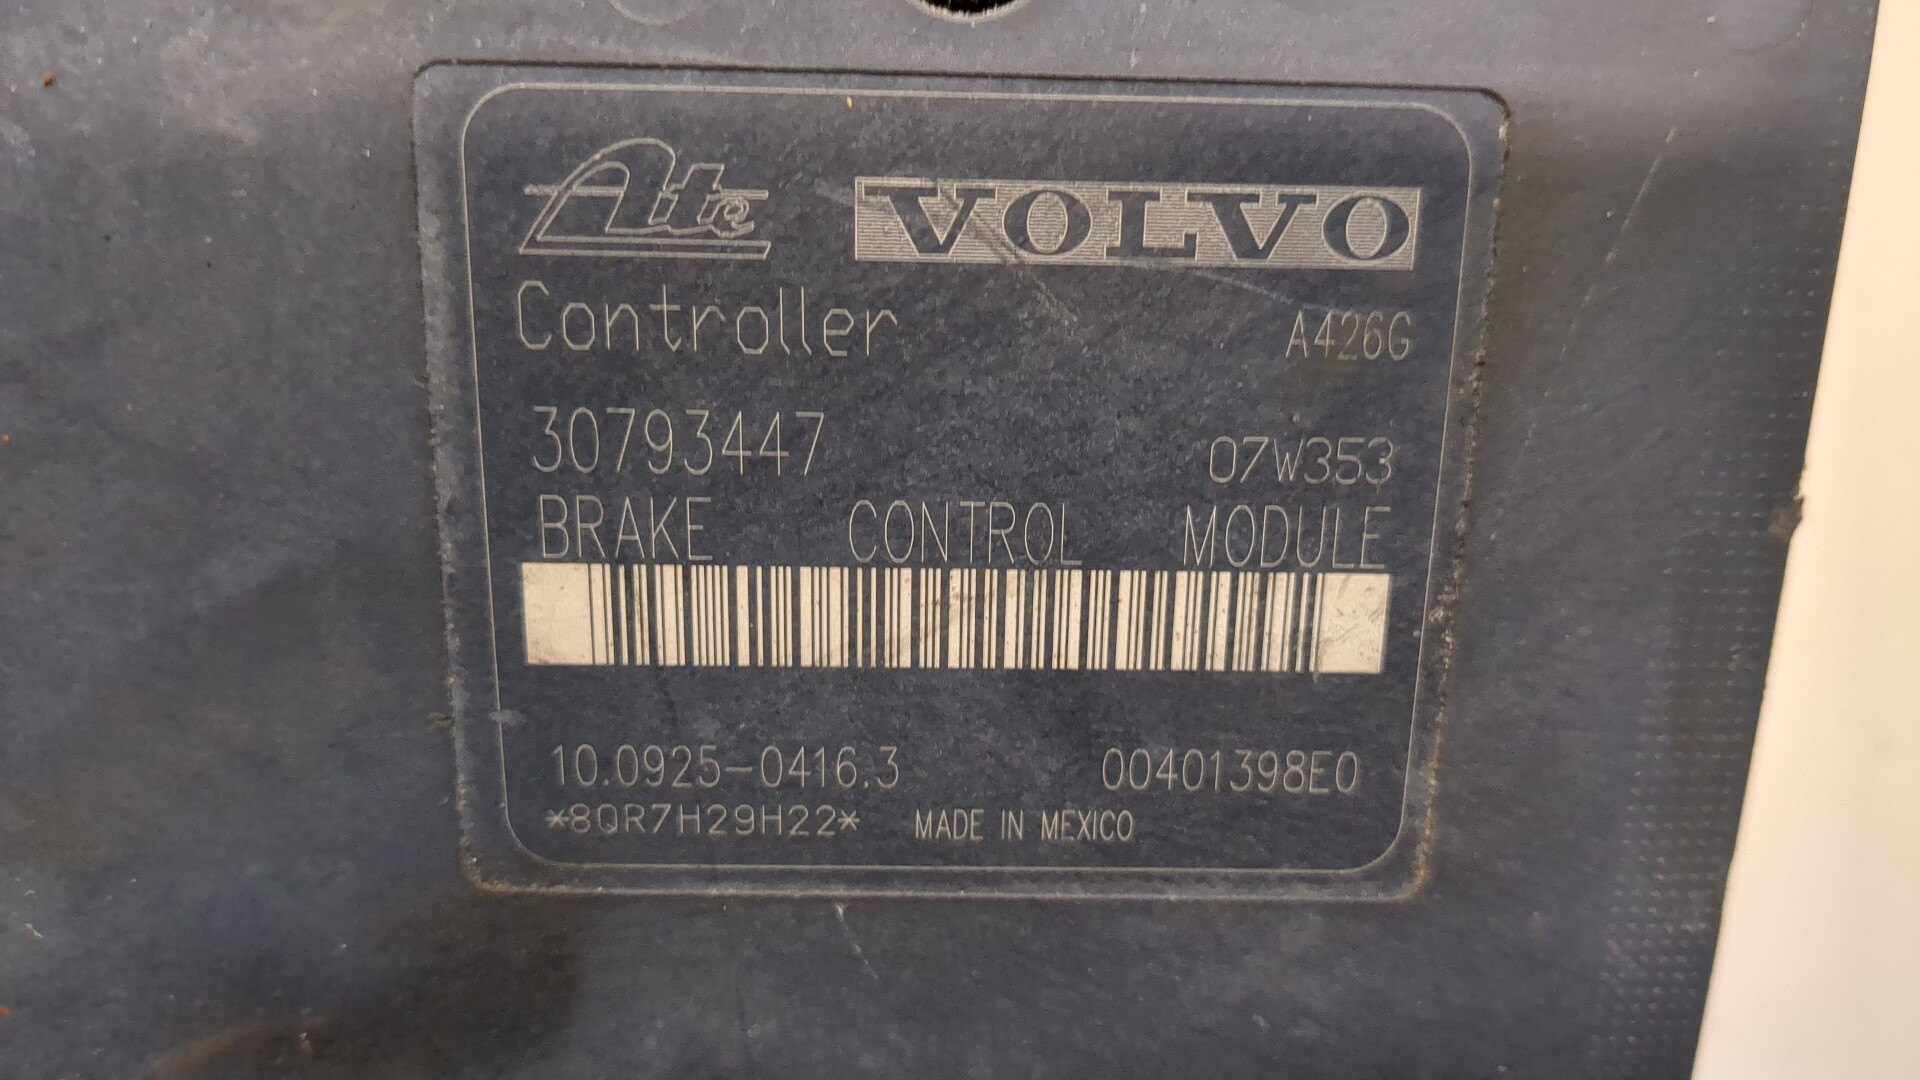 Ate VOLVO
Controller A426G
30793447 07W353
BRAKE CONTROL MODULE
10.0925-0416.3 00401398E0
*8QR7H29H22* MADE IN MEXICO